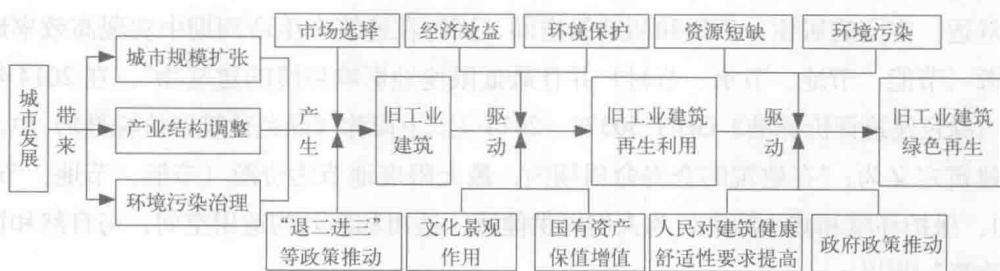 市场选择 经济效益 环境保护 资源短缺 环境污染
城市规模扩张
城市发展
带来
产业结构调整
环境污染治理
产生
旧工业
建筑
驱动
旧工业建筑
再生利用
驱动
旧工业建筑
绿色再生
“退二进三”
等政策推动
文化景观
作用
国有资产
保值增值
人民对建筑健康
舒适性要求提高
政府政策推动